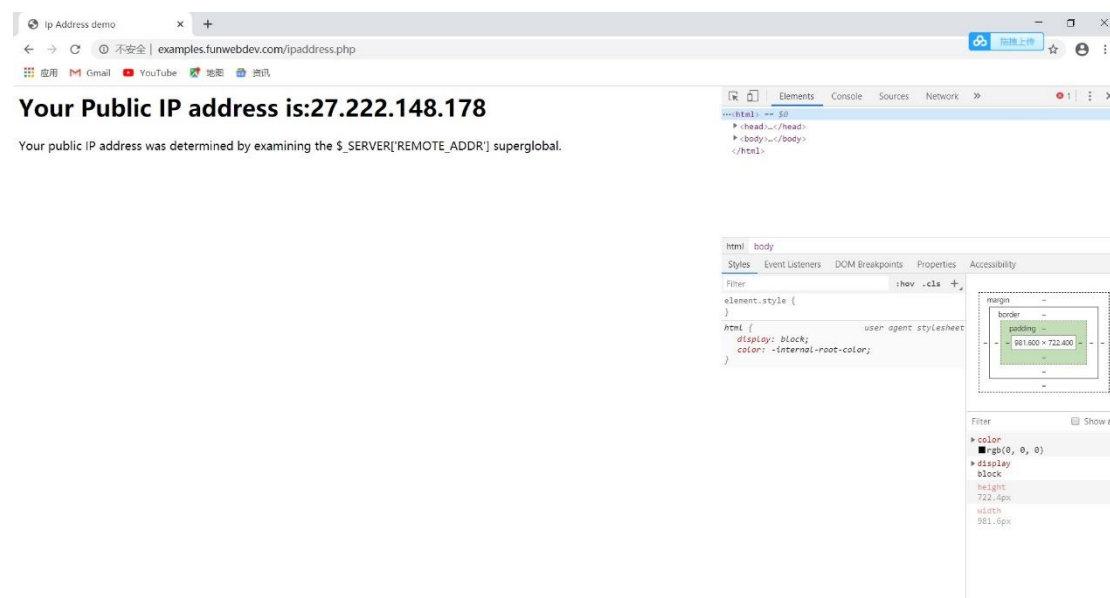 Ip Address demo × +
不安全 | examples.funwebdev.com/ipaddress.php
拖拽上传
应用 Gmail YouTube 地图 资讯
Your Public IP address is:27.222.148.178
Your public IP address was determined by examining the $_SERVER['REMOTE_ADDR'] superglobal.
Elements Console Sources Network » 1
⋯<html> == $0
<head>…</head>
<body>…</body>
</html>
html body
Styles Event Listeners DOM Breakpoints Properties Accessibility
Filter :hov .cls +
element.style {
}
html { user agent stylesheet
display: block;
color: -internal-root-color;
}
margin –
border –
padding –
– – – 981.600 × 722.400 – – –
–
–
–
Filter Show
color
rgb(0, 0, 0)
display
block
height
722.4px
width
981.6px